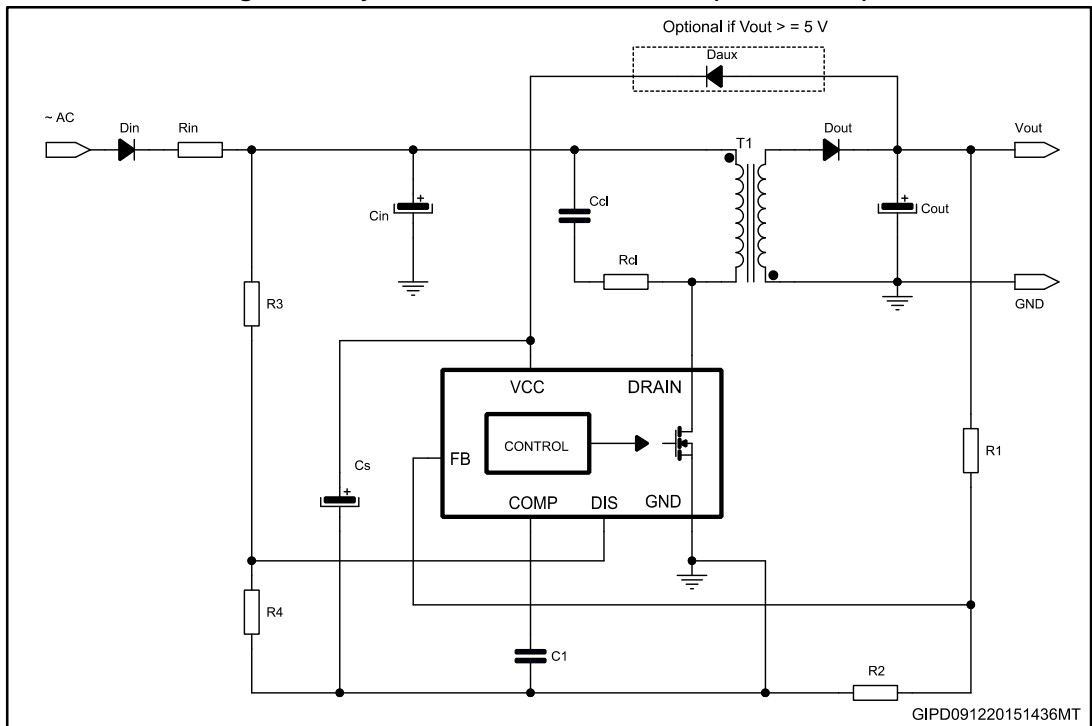 Optional if Vout > = 5 V
Daux
~ AC
Din
Rin
T1
Dout
Vout
Cin
+
Ccl
Rcl
+
Cout
GND
R3
VCC
DRAIN
CONTROL
FB
R1
Cs
+
COMP
DIS
GND
R4
C1
R2
GIPD091220151436MT